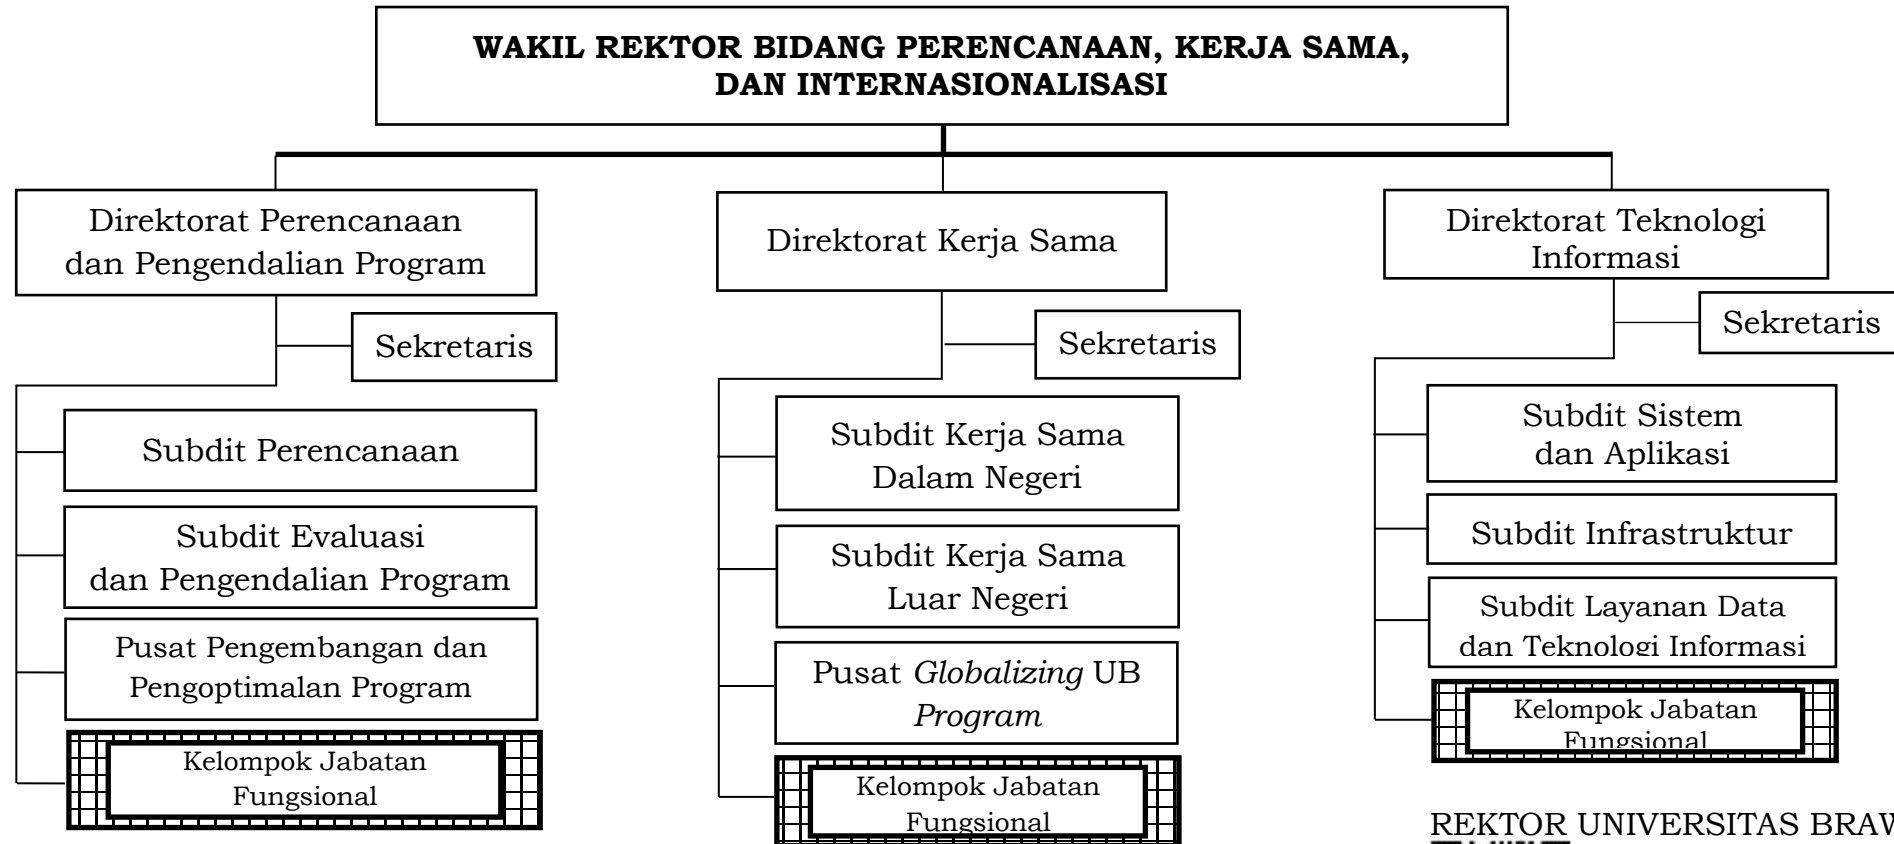 WAKIL REKTOR BIDANG PERENCANAAN, KERJA SAMA,
DAN INTERNASIONALISASI
Direktorat Perencanaan
dan Pengendalian Program
Sekretaris
Subdit Perencanaan
Subdit Evaluasi
dan Pengendalian Program
Pusat Pengembangan dan
Pengoptimalan Program
Kelompok Jabatan
Fungsional
Direktorat Kerja Sama
Sekretaris
Subdit Kerja Sama
Dalam Negeri
Subdit Kerja Sama
Luar Negeri
Pusat Globalizing UB
Program
Kelompok Jabatan
Fungsional
Direktorat Teknologi
Informasi
Sekretaris
Subdit Sistem
dan Aplikasi
Subdit Infrastruktur
Subdit Layanan Data
dan Teknologi Informasi
Kelompok Jabatan
Fungsional
REKTOR UNIVERSITAS